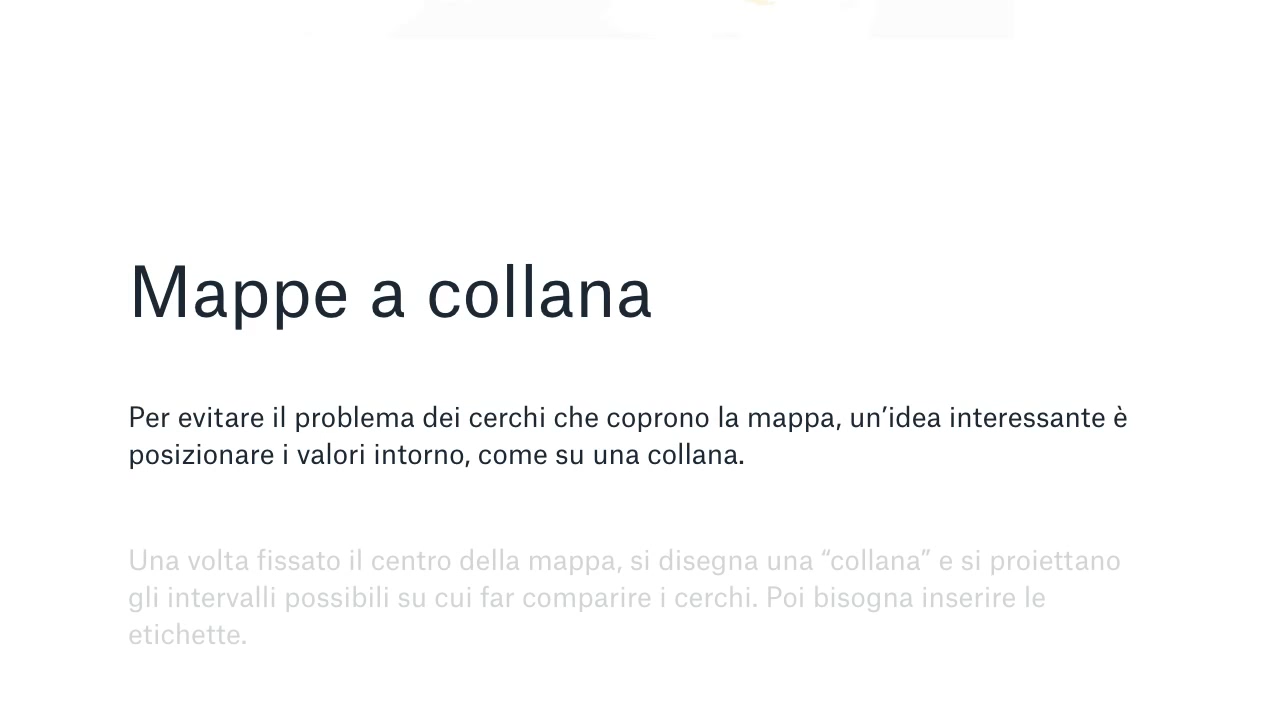 Mappe a collana
Per evitare il problema dei cerchi che coprono la mappa, un’idea interessante è
posizionare i valori intorno, come su una collana.
Una volta fissato il centro della mappa, si disegna una “collana” e si proiettano
gli intervalli possibili su cui far comparire i cerchi. Poi bisogna inserire le
etichette.